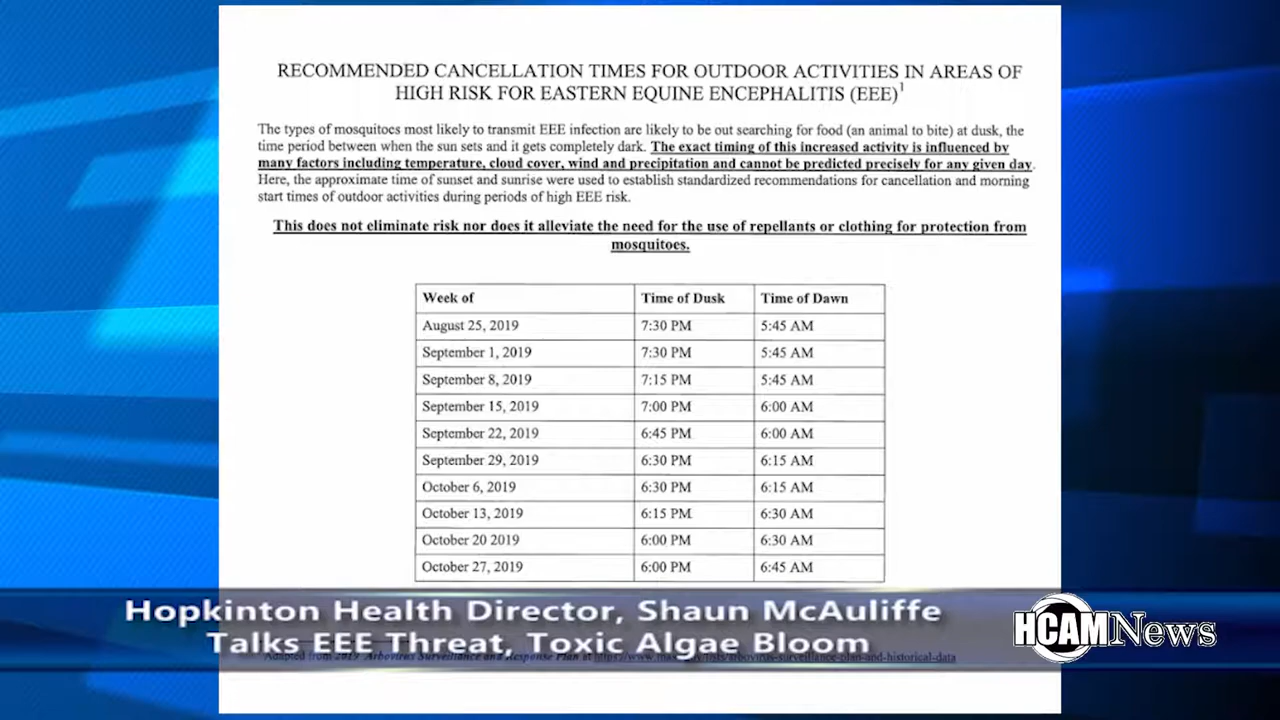 RECOMMENDED CANCELLATION TIMES FOR OUTDOOR ACTIVITIES IN AREAS OF
HIGH RISK FOR EASTERN EQUINE ENCEPHALITIS (EEE)1
The types of mosquitoes most likely to transmit EEE infection are likely to be out searching for food (an animal to bite) at dusk, the
time period between when the sun sets and it gets completely dark. The exact timing of this increased activity is influenced by
many factors including temperature, cloud cover, wind and precipitation and cannot be predicted precisely for any given day.
Here, the approximate time of sunset and sunrise were used to establish standardized recommendations for cancellation and morning
start times of outdoor activities during periods of high EEE risk.
This does not eliminate risk nor does it alleviate the need for the use of repellants or clothing for protection from
mosquitoes.
Week of Time of Dusk Time of Dawn
August 25, 2019 7:30 PM 5:45 AM
September 1, 2019 7:30 PM 5:45 AM
September 8, 2019 7:15 PM 5:45 AM
September 15, 2019 7:00 PM 6:00 AM
September 22, 2019 6:45 PM 6:00 AM
September 29, 2019 6:30 PM 6:15 AM
October 6, 2019 6:30 PM 6:15 AM
October 13, 2019 6:15 PM 6:30 AM
October 20 2019 6:00 PM 6:30 AM
October 27, 2019 6:00 PM 6:45 AM
Hopkinton Health Director, Shaun McAuliffe
Talks EEE Threat, Toxic Algae Bloom
HCAM News
Adapted from 2019 Arbovirus Surveillance and Response Plan at